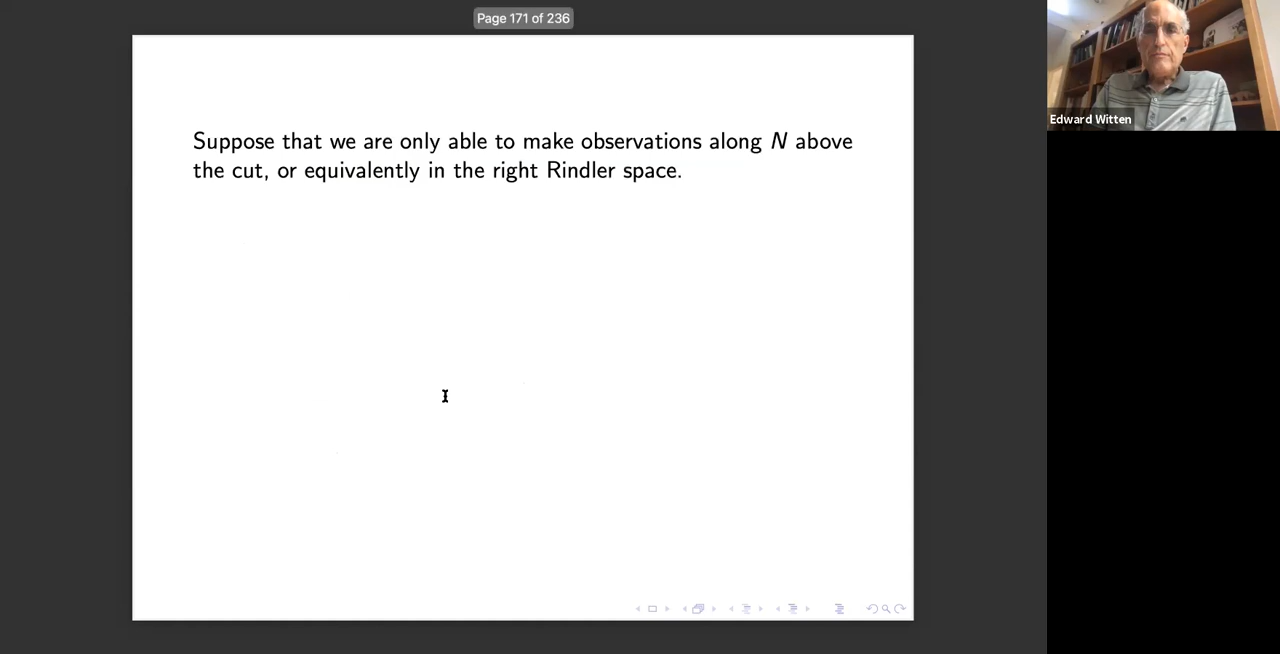 Page 171 of 236
Suppose that we are only able to make observations along N above
the cut, or equivalently in the right Rindler space.
Edward Witten